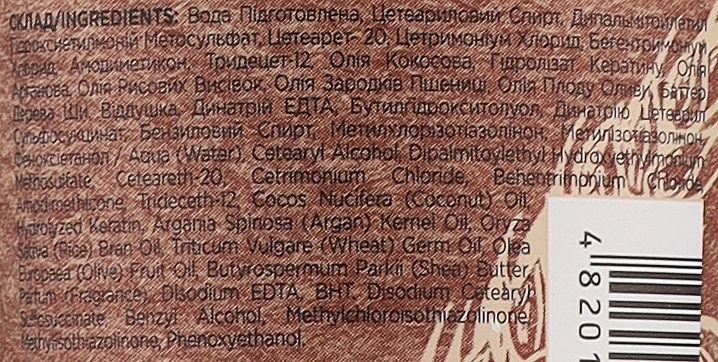 СКЛАД/INGREDIENTS: Вода Підготовлена, Цетеариловий Спирт, Дипальмітоілетил
Гідроксиетилмоній Метосульфат, Цетеарет- 20, Цетримоніум Хлорид, Бегентримоніум
Хлорид, Амодиметикон, Тридецет-12, Олія Кокосова, Гідролізат Кератину, Олія
Арганова, Олія Рисових Висівок, Олія Зародків Пшениці, Олія Плоду Оливи, Баттер
Дерева Ши, Віддушка, Динатрій ЕДТА, Бутилгідрокситолуол, Динатрію Цетеарил
Сульфосукцинат, Бензиловий Спирт, Метилхлорізотіазолінон, Метилізотіазолінон,
Феноксіетанол / Aqua (Water), Cetearyl Alcohol, Dipalmitoylethyl Hydroxyethylmonium
Methosulfate, Ceteareth-20, Cetrimonium Chloride, Behentrimonium Chloride,
Amodimethicone, Trideceth-12, Cocos Nucifera (Coconut) Oil,
Hydrolyzed Keratin, Argania Spinosa (Argan) Kernel Oil, Oryza
Sativa (Rice) Bran Oil, Triticum Vulgare (Wheat) Germ Oil, Olea
Europaea (Olive) Fruit Oil, Butyrospermum Parkii (Shea) Butter,
Parfum (Fragrance), Disodium EDTA, BHT, Disodium Cetearyl
Sulfosuccinate, Benzyl Alcohol, Methylchloroisothiazolinone,
Methylisothiazolinone, Phenoxyethanol.
4 8201